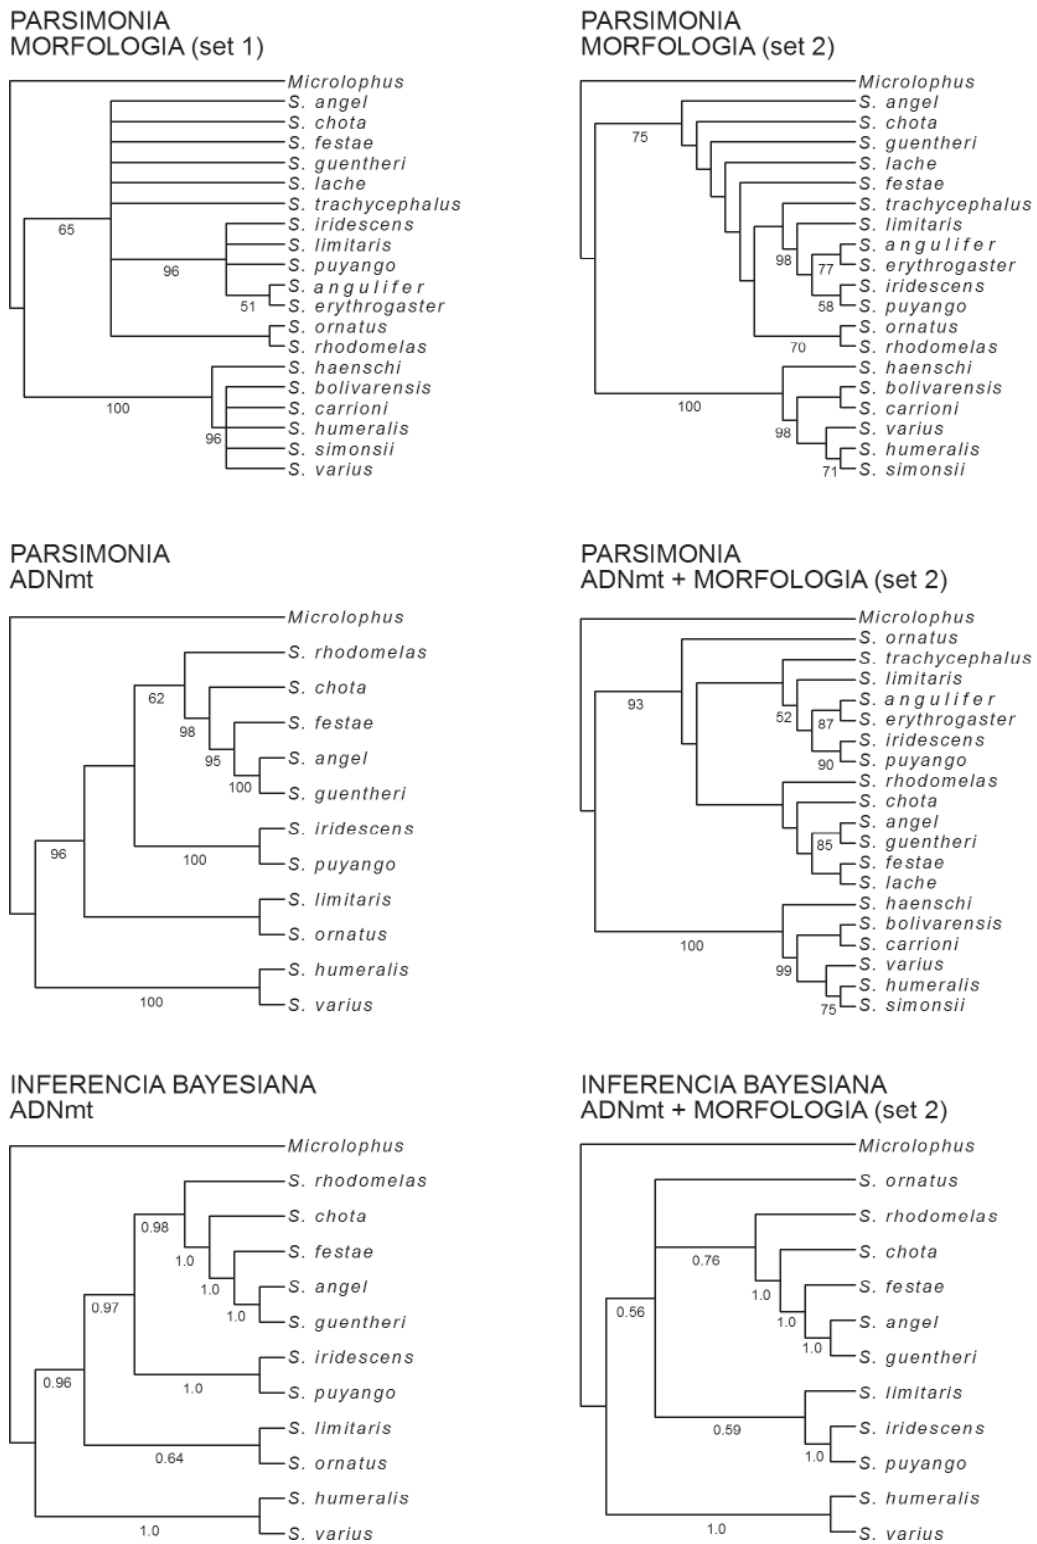 PARSIMONIA
MORFOLOGIA (set 1)
Microlophus
S. angel
S. chota
S. festae
S. guentheri
S. lache
S. trachycephalus
S. iridescens
S. limitaris
S. puyango
S. angulifer
S. erythrogaster
S. ornatus
S. rhodomelas
S. haenschi
S. bolivarensis
S. carrioni
S. humeralis
S. simonsii
S. varius
65
96
51
100
96
PARSIMONIA
MORFOLOGIA (set 2)
Microlophus
S. angel
S. chota
S. guentheri
S. lache
S. festae
S. trachycephalus
S. limitaris
S. angulifer
S. erythrogaster
S. iridescens
S. puyango
S. ornatus
S. rhodomelas
S. haenschi
S. bolivarensis
S. carrioni
S. varius
S. humeralis
S. simonsii
75
98
77
58
70
100
98
71
PARSIMONIA
ADNmt
Microlophus
S. rhodomelas
S. chota
S. festae
S. angel
S. guentheri
S. iridescens
S. puyango
S. limitaris
S. ornatus
S. humeralis
S. varius
62
98
95
100
96
100
100
PARSIMONIA
ADNmt + MORFOLOGIA (set 2)
Microlophus
S. ornatus
S. trachycephalus
S. limitaris
S. angulifer
S. erythrogaster
S. iridescens
S. puyango
S. rhodomelas
S. chota
S. angel
S. guentheri
S. festae
S. lache
S. haenschi
S. bolivarensis
S. carrioni
S. varius
S. humeralis
S. simonsii
93
52
87
90
85
100
99
75
INFERENCIA BAYESIANA
ADNmt
Microlophus
S. rhodomelas
S. chota
S. festae
S. angel
S. guentheri
S. iridescens
S. puyango
S. limitaris
S. ornatus
S. humeralis
S. varius
0.98
1.0
1.0
1.0
0.97
0.96
1.0
0.64
1.0
INFERENCIA BAYESIANA
ADNmt + MORFOLOGIA (set 2)
Microlophus
S. ornatus
S. rhodomelas
S. chota
S. festae
S. angel
S. guentheri
S. limitaris
S. iridescens
S. puyango
S. humeralis
S. varius
0.76
1.0
1.0
1.0
0.56
0.59
1.0
1.0